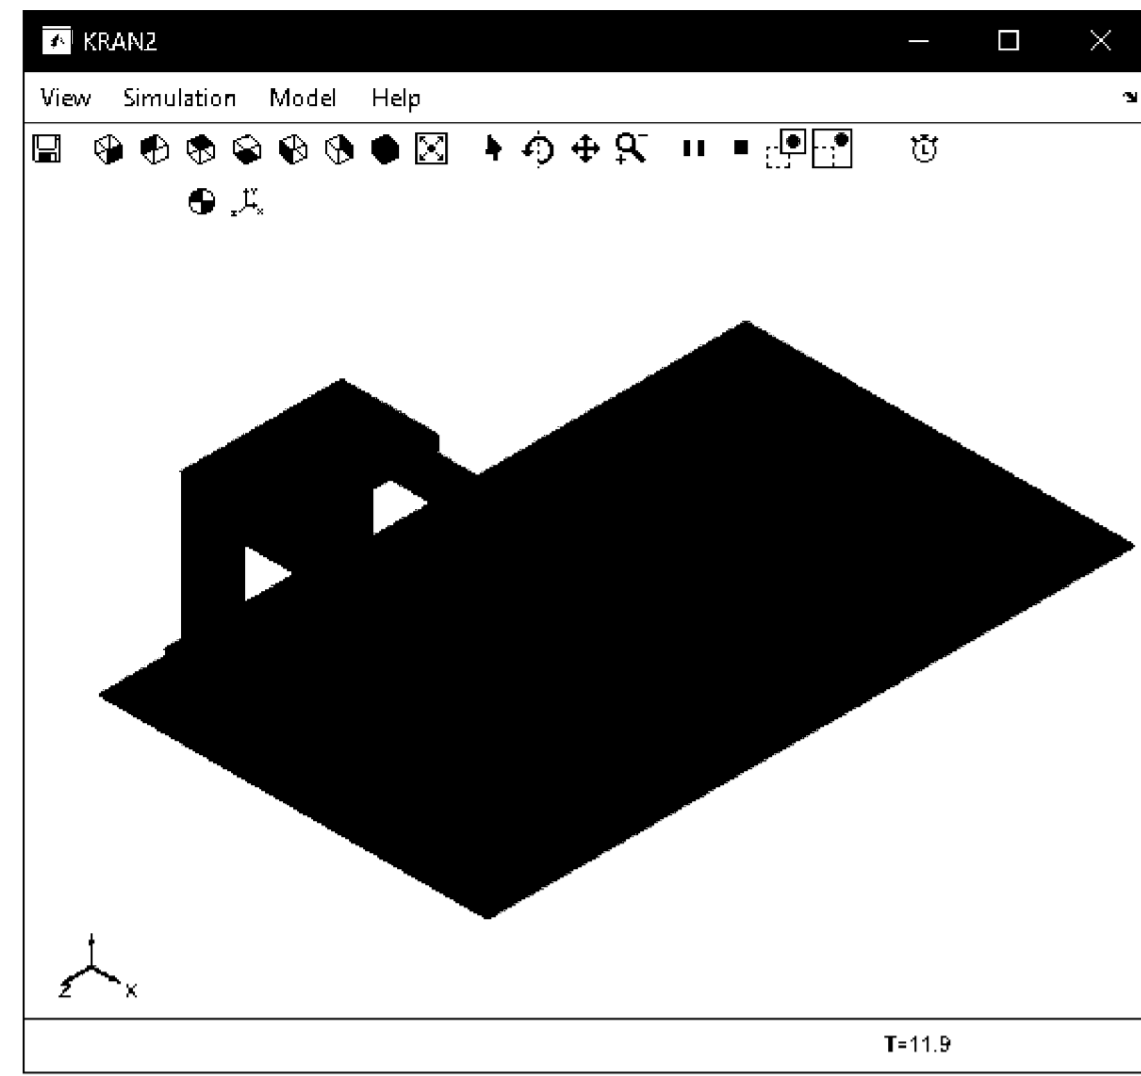 KRAN2
View Simulation Model Help
Y
Z X
Z X
T=11.9